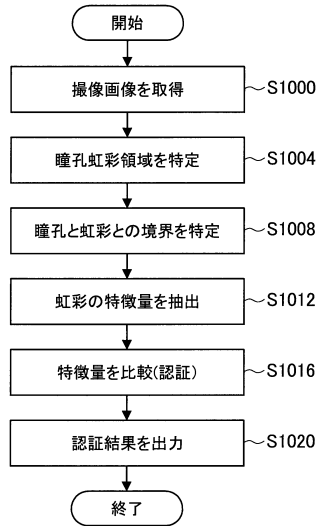 開始
撮像画像を取得
S1000
瞳孔虹彩領域を特定
S1004
瞳孔と虹彩との境界を特定
S1008
虹彩の特徴量を抽出
S1012
特徴量を比較(認証)
S1016
認証結果を出力
S1020
終了